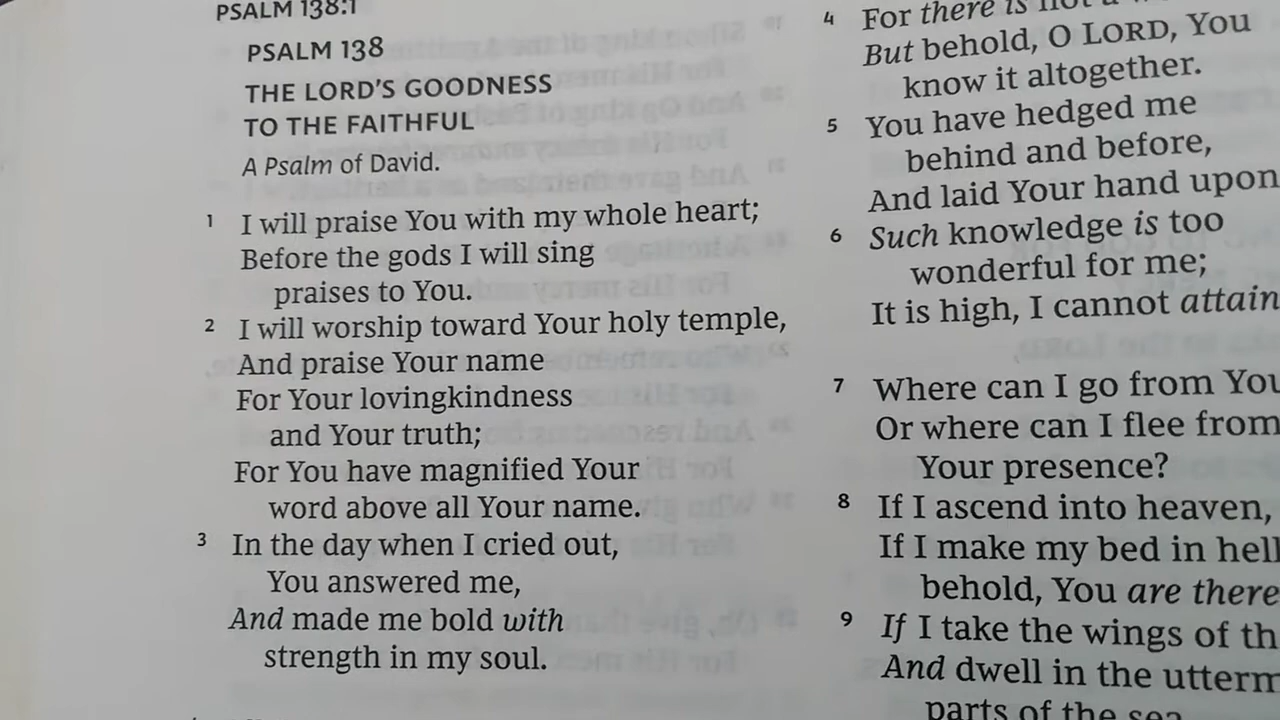 PSALM 138:1
PSALM 138
THE LORD'S GOODNESS
TO THE FAITHFUL
A Psalm of David.
1 I will praise You with my whole heart;
Before the gods I will sing
praises to You.
2 I will worship toward Your holy temple,
And praise Your name
For Your lovingkindness
and Your truth;
For You have magnified Your
word above all Your name.
3 In the day when I cried out,
You answered me,
And made me bold with
strength in my soul.
4 For there is not a
But behold, O LORD, You
know it altogether.
5 You have hedged me
behind and before,
And laid Your hand upon
6 Such knowledge is too
wonderful for me;
It is high, I cannot attain
7 Where can I go from
Or where can I flee from
Your presence?
8 If I ascend into heaven,
If I make my bed in hell
behold, You are there
9 If I take the wings of
And dwell in the
parts of the sea